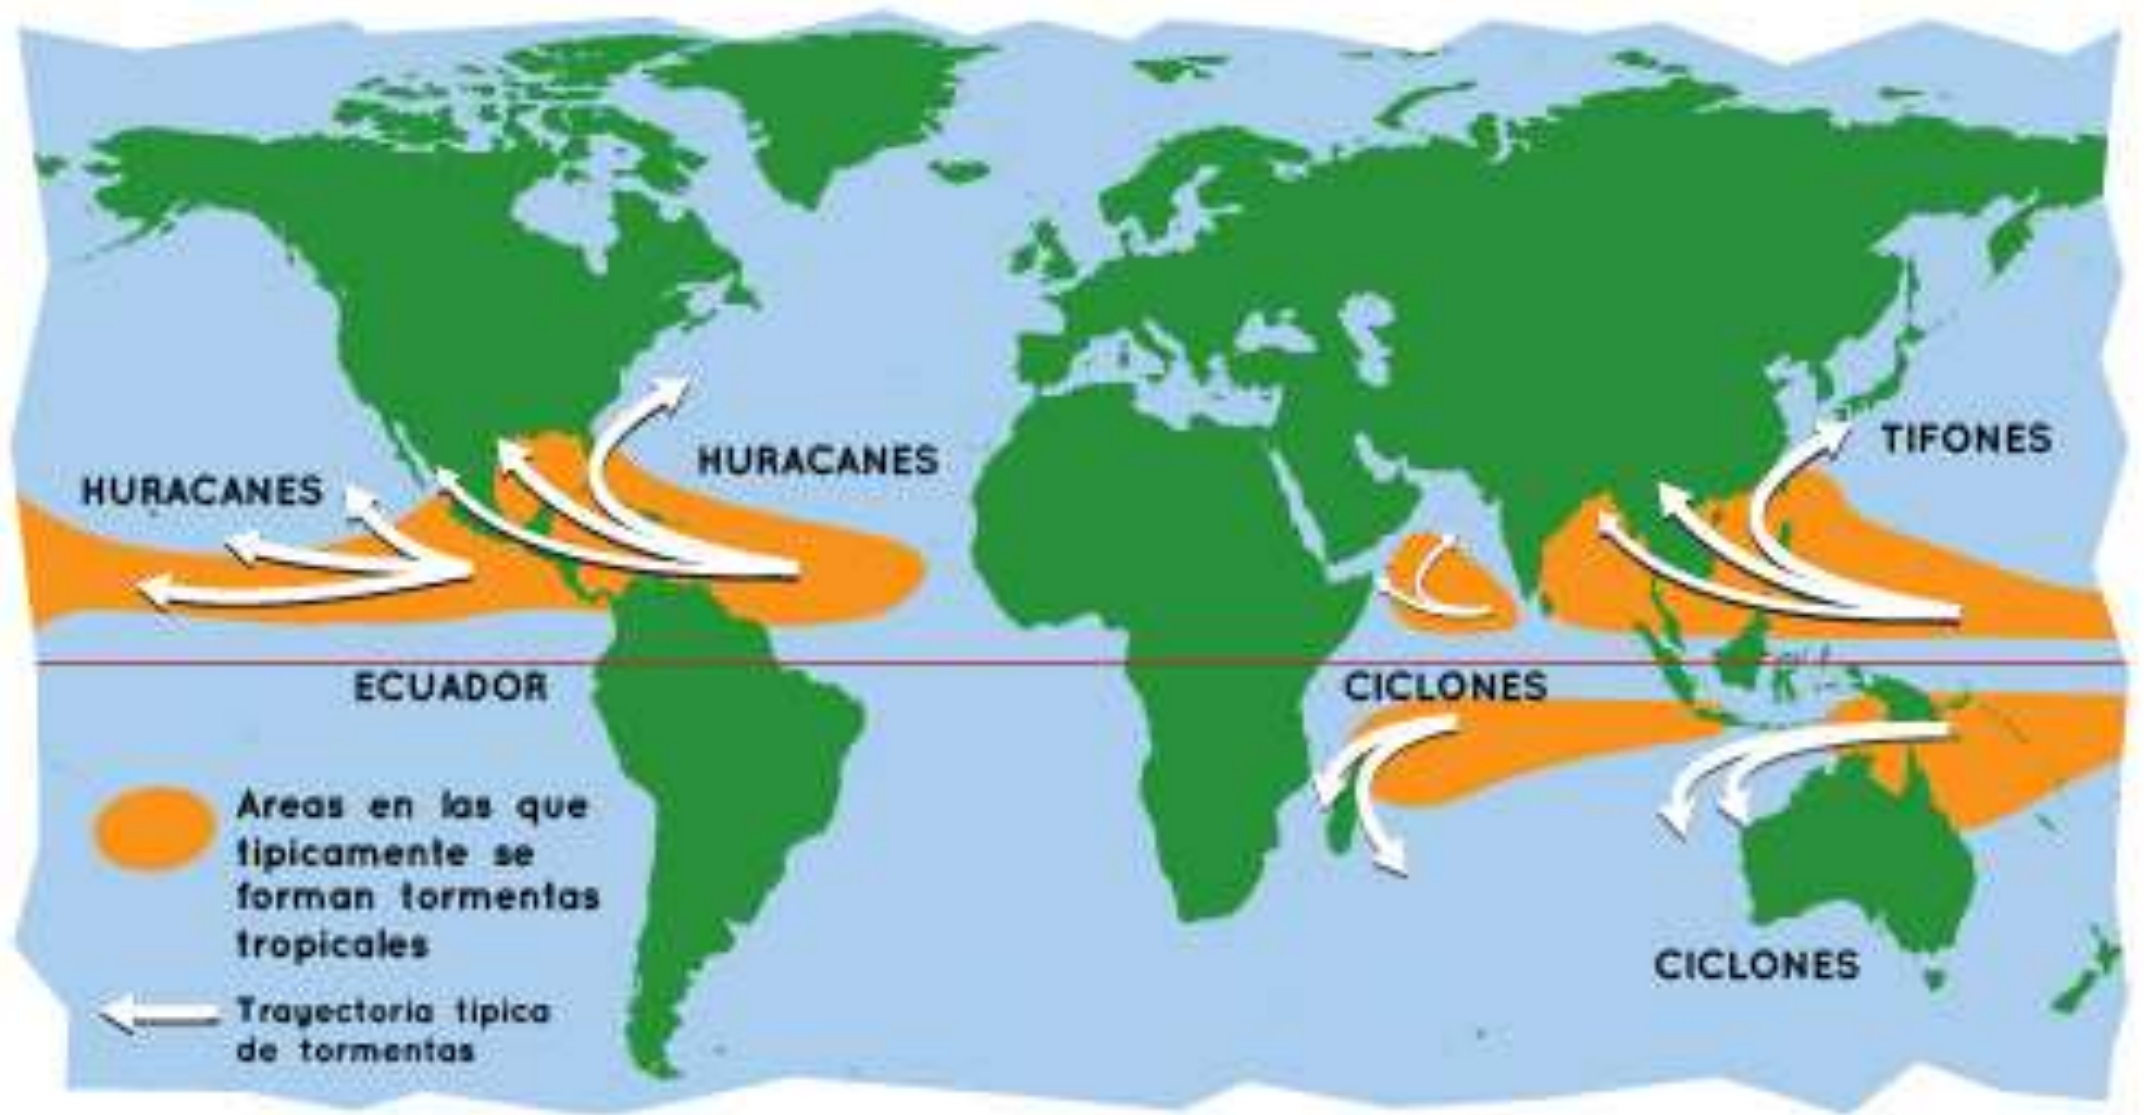 HURACANES
HURACANES
TIFONES
ECUADOR
CICLONES
Areas en las que
tipicamente se
forman tormentas
tropicales
CICLONES
Trayectoria tipica
de tormentas